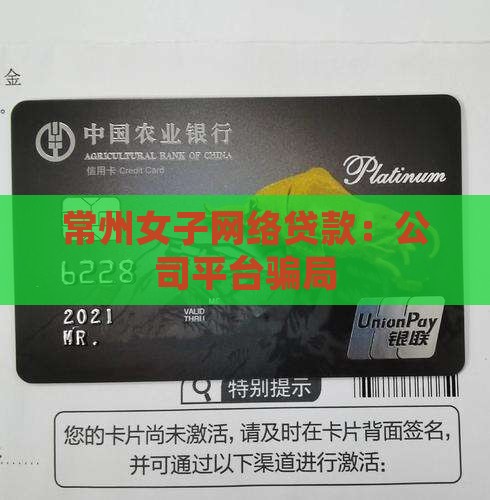 金
。
中国农业银行
AGRICULTURAL BANK OF CHINA
信用卡 Credit Card
Platinum
常州女子网络贷款：公
司平台骗局
6228
2021
VALID
THRU
MR.
UnionPay
银联
特别提示
您的卡片尚未激活，请及时在卡片背面签名，
并可通过以下渠道进行激活：